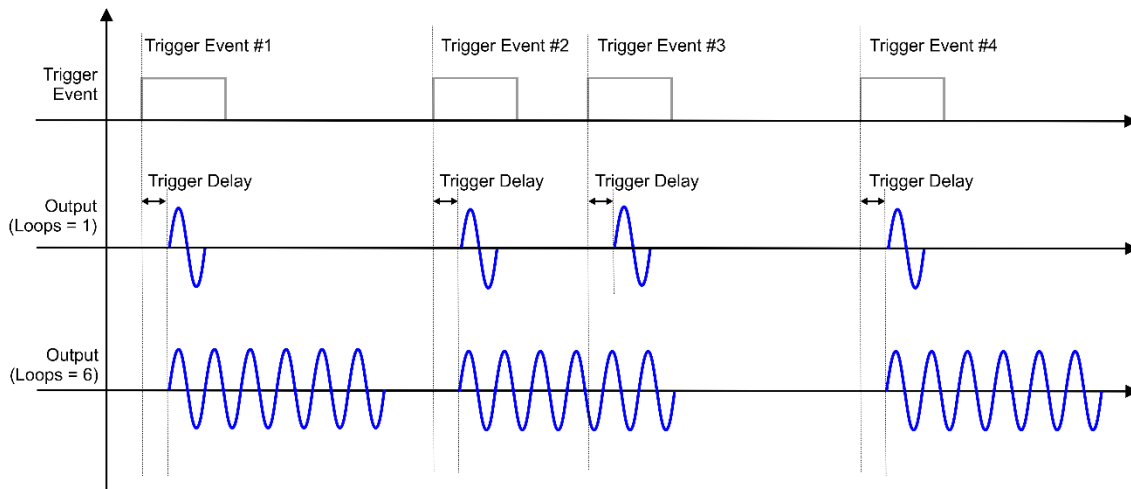 Trigger Event #1
Trigger Event #2
Trigger Event #3
Trigger Event #4
Trigger
Event
Trigger Delay
Trigger Delay
Trigger Delay
Trigger Delay
Output
(Loops = 1)
Output
(Loops = 6)